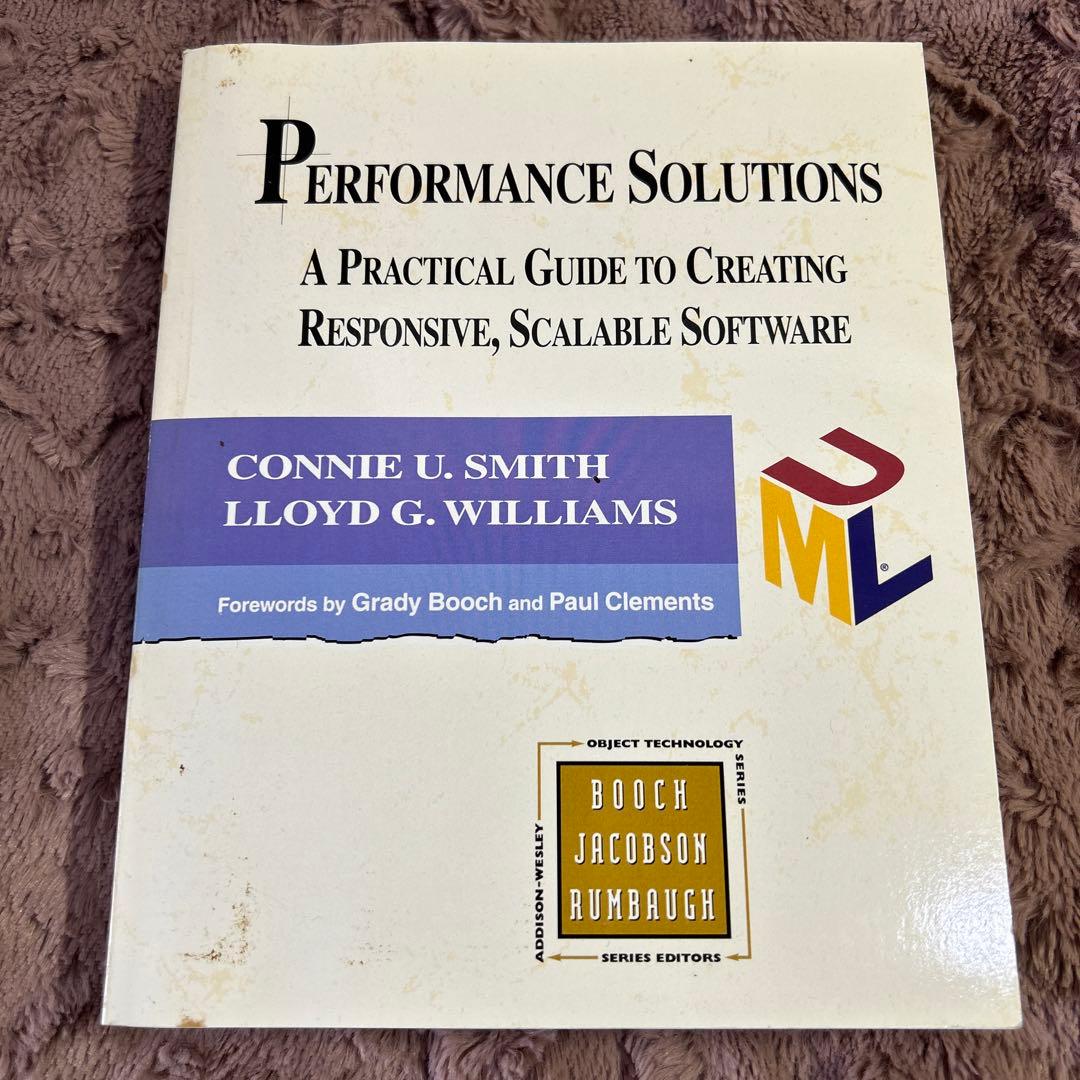 PERFORMANCE SOLUTIONS
A PRACTICAL GUIDE TO CREATING
RESPONSIVE, SCALABLE SOFTWARE
CONNIE U. SMITH
LLOYD G. WILLIAMS
Forewords by Grady Booch and Paul Clements
UML®
OBJECT TECHNOLOGY
SERIES
BOOCH
JACOBSON
RUMBAUGH
ADDISON-WESLEY
SERIES EDITORS